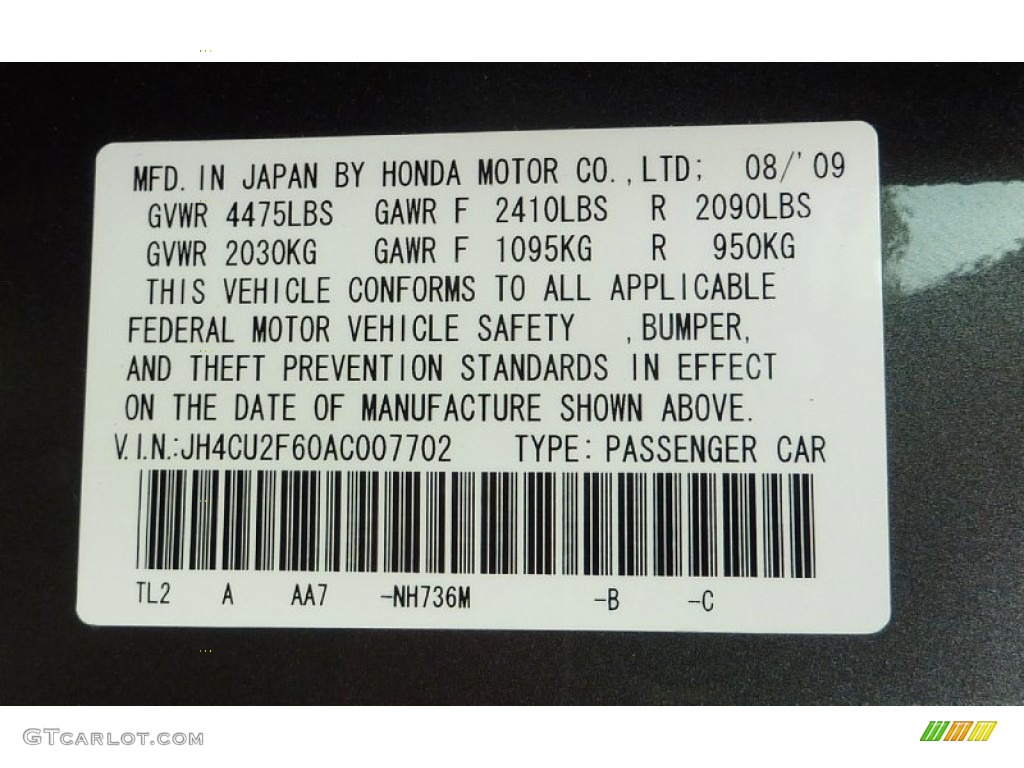 MFD. IN JAPAN BY HONDA MOTOR CO., LTD; 08/'09
GVWR 4475LBS GAWR F 2410LBS R 2090LBS
GVWR 2030KG GAWR F 1095KG R 950KG
THIS VEHICLE CONFORMS TO ALL APPLICABLE
FEDERAL MOTOR VEHICLE SAFETY , BUMPER,
AND THEFT PREVENTION STANDARDS IN EFFECT
ON THE DATE OF MANUFACTURE SHOWN ABOVE.
V.I.N.:JH4CU2F60AC007702 TYPE: PASSENGER CAR
TL2 A AA7 -NH736M -B -C
GTCARLOT.COM